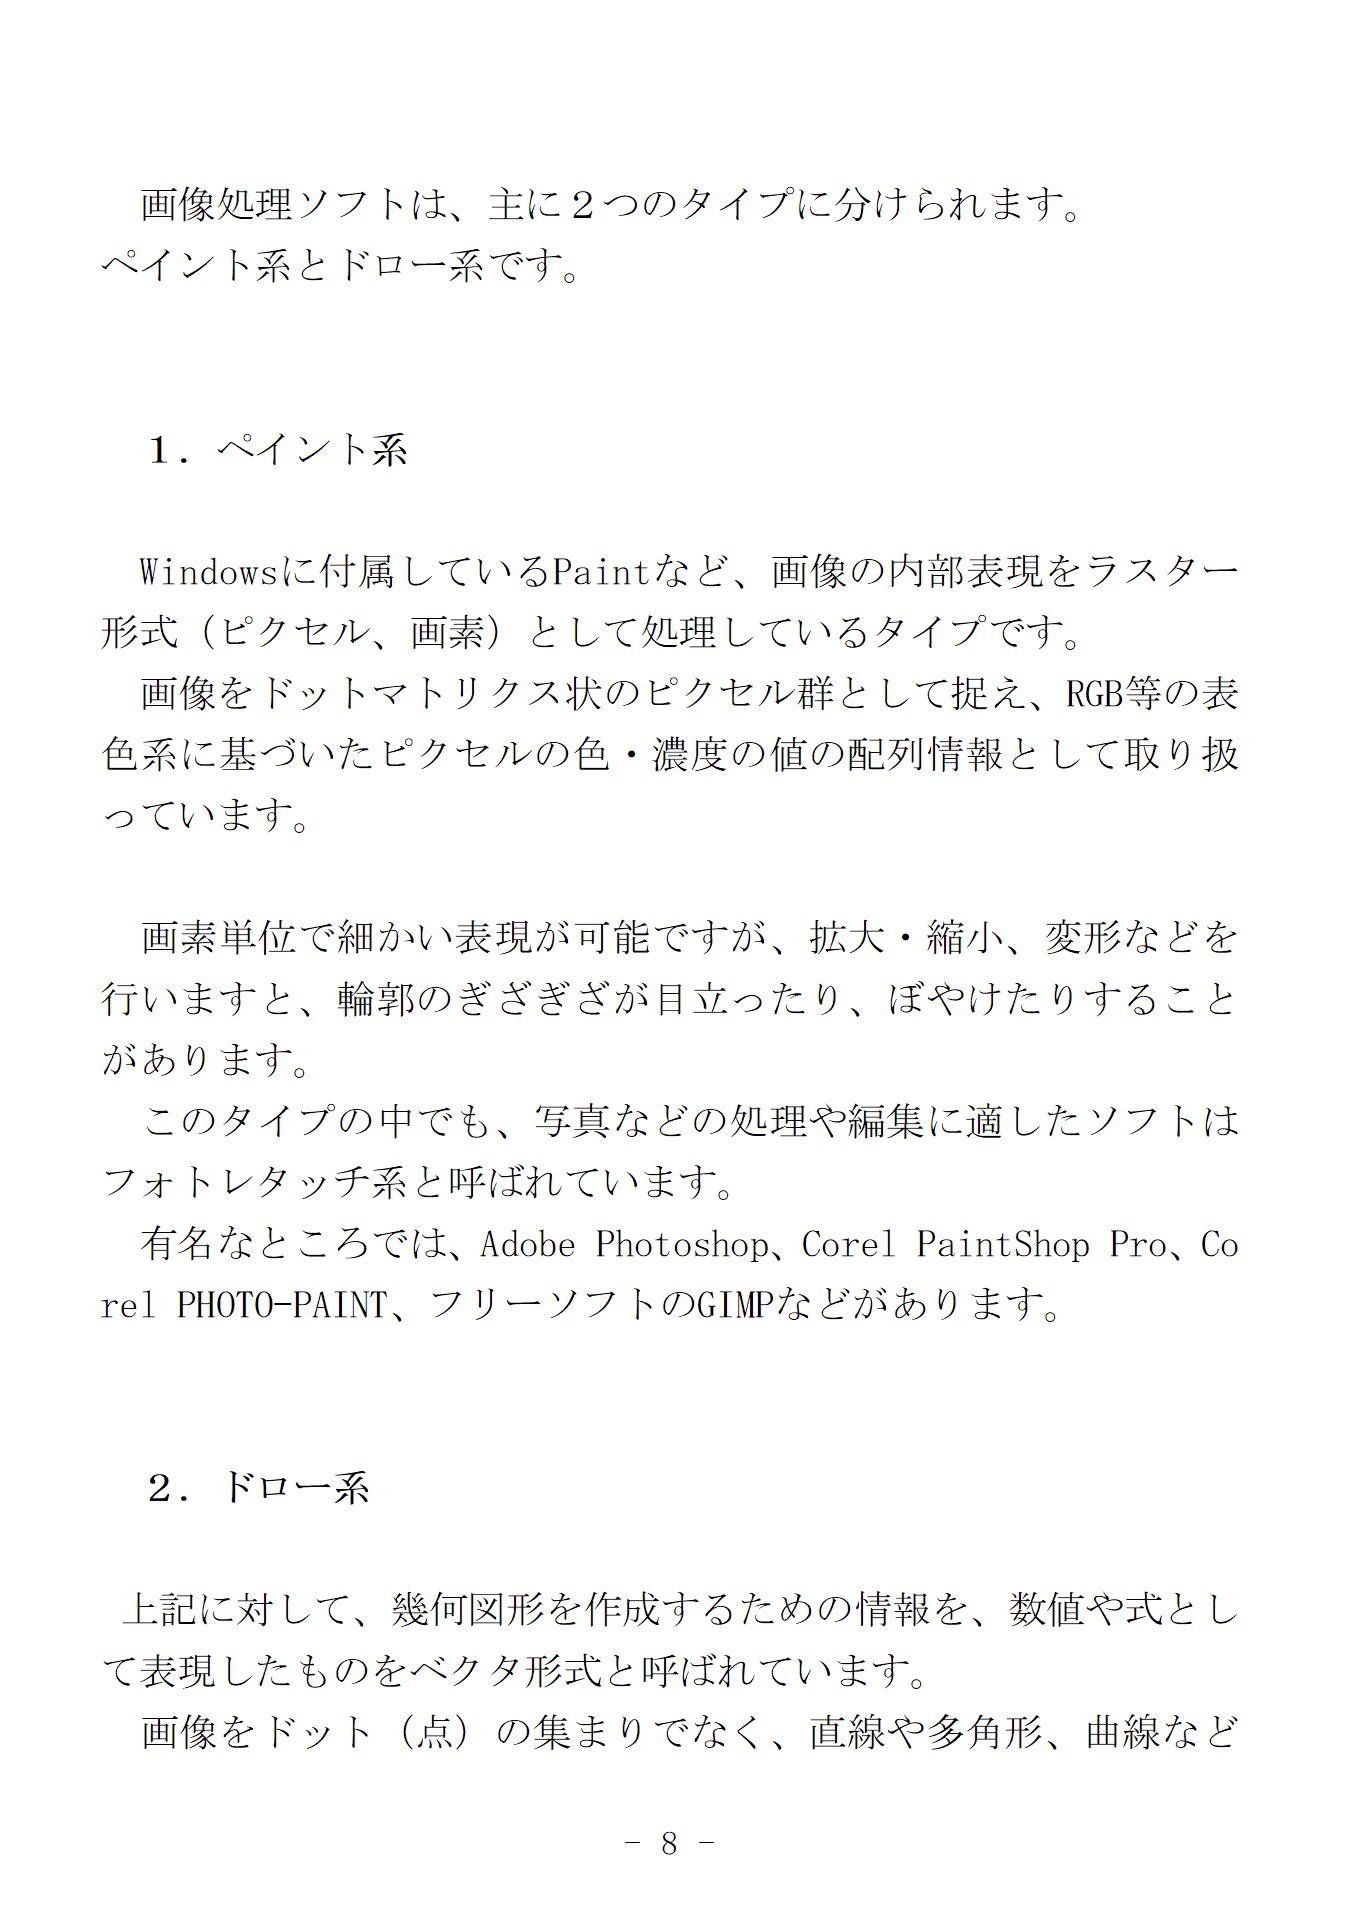 画像処理ソフトは、主に２つのタイプに分けられます。
ペイント系とドロー系です。
１．ペイント系
Windowsに付属しているPaintなど、画像の内部表現をラスター
形式（ピクセル、画素）として処理しているタイプです。
画像をドットマトリクス状のピクセル群として捉え、RGB等の表
色系に基づいたピクセルの色・濃度の値の配列情報として取り扱
っています。
画素単位で細かい表現が可能ですが、拡大・縮小、変形などを
行いますと、輪郭のぎざぎざが目立ったり、ぼやけたりすること
があります。
このタイプの中でも、写真などの処理や編集に適したソフトは
フォトレタッチ系と呼ばれています。
有名なところでは、Adobe Photoshop、Corel PaintShop Pro、Co
rel PHOTO-PAINT、フリーソフトのGIMPなどがあります。
２．ドロー系
上記に対して、幾何図形を作成するための情報を、数値や式とし
て表現したものをベクタ形式と呼ばれています。
画像をドット（点）の集まりでなく、直線や多角形、曲線など
- 8 -